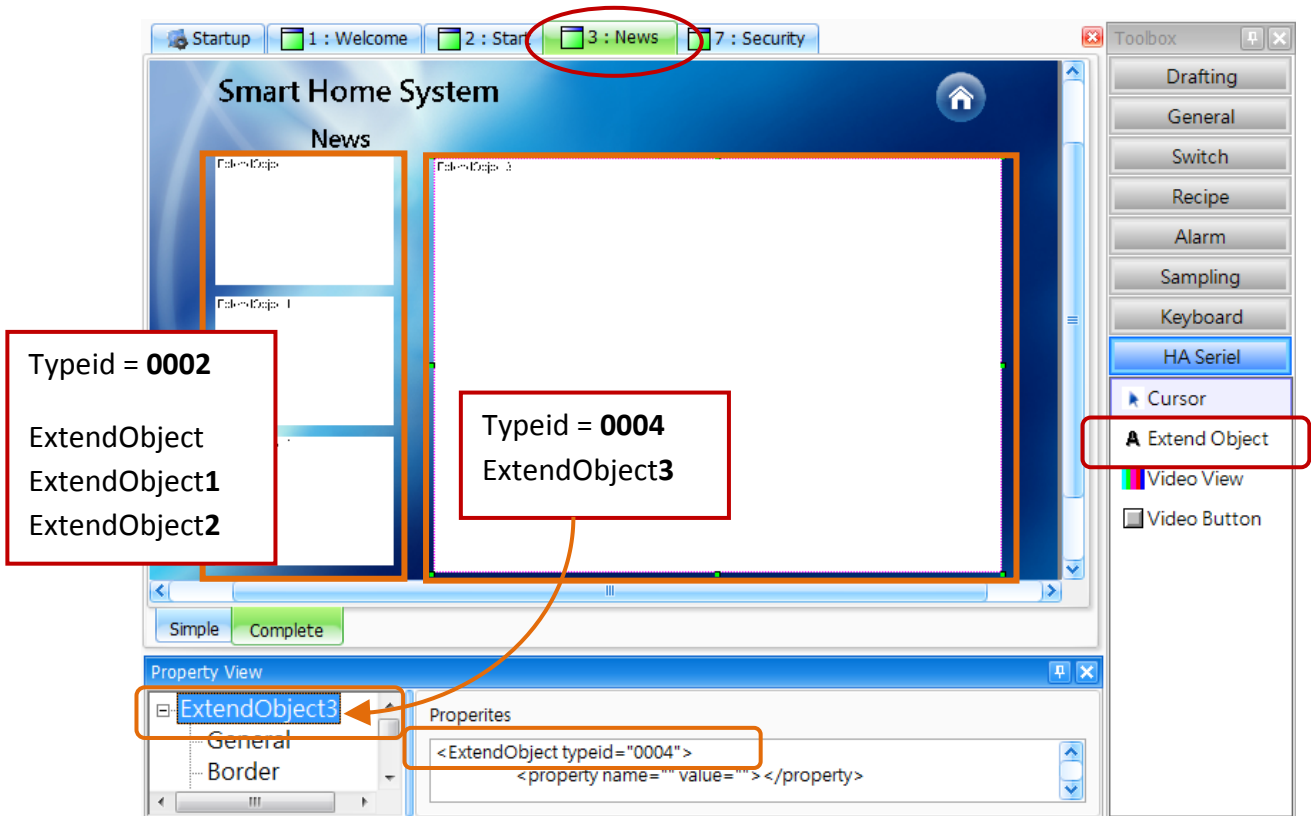 Startup
1 : Welcome
2 : Start
3 : News
7 : Security
Smart Home System
News
Typeid = 0002
ExtendObject
ExtendObject1
ExtendObject2
Typeid = 0004
ExtendObject3
Simple
Complete
Toolbox
Drafting
General
Switch
Recipe
Alarm
Sampling
Keyboard
HA Seriel
Cursor
A Extend Object
Video View
Video Button
Property View
ExtendObject3
General
Border
Properites
<ExtendObject typeid="0004">
<property name="" value=""></property>